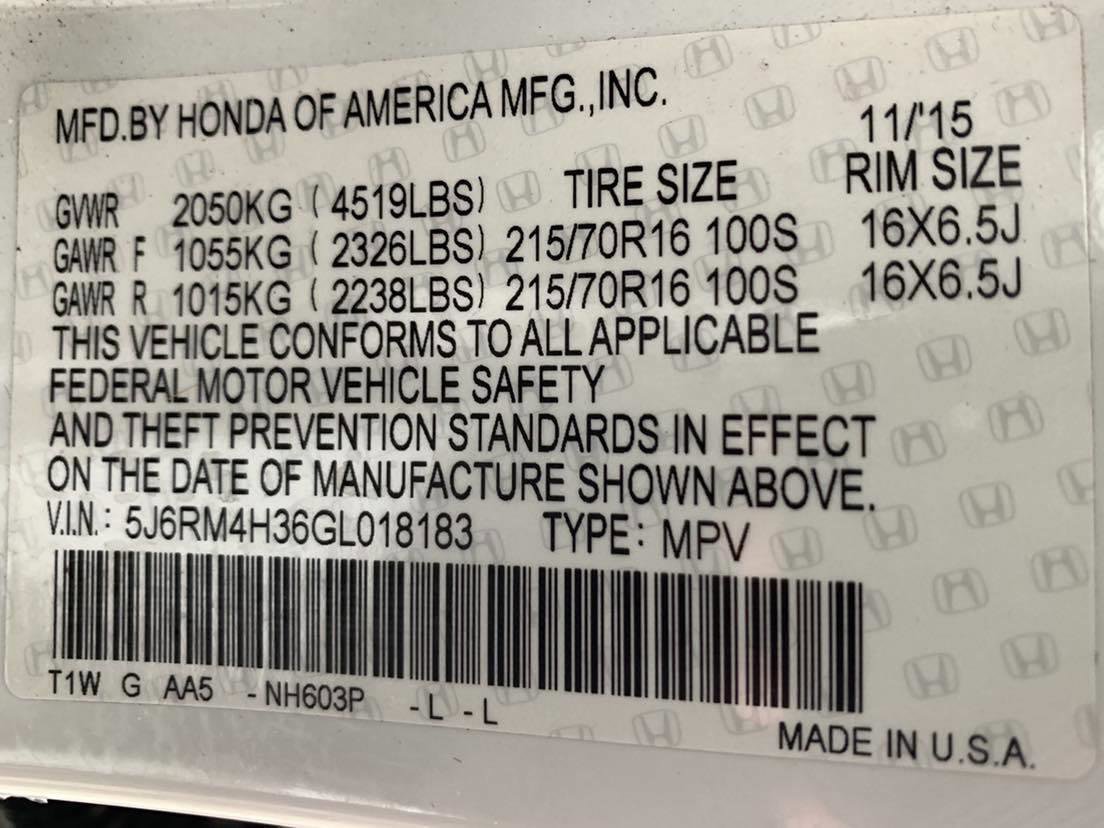 MFD.BY HONDA OF AMERICA MFG.,INC. 11/'15
GVWR 2050KG ( 4519LBS) TIRE SIZE RIM SIZE
GAWR F 1055KG ( 2326LBS) 215/70R16 100S 16X6.5J
GAWR R 1015KG ( 2238LBS) 215/70R16 100S 16X6.5J
THIS VEHICLE CONFORMS TO ALL APPLICABLE
FEDERAL MOTOR VEHICLE SAFETY
AND THEFT PREVENTION STANDARDS IN EFFECT
ON THE DATE OF MANUFACTURE SHOWN ABOVE.
V.I.N.: 5J6RM4H36GL018183 TYPE: MPV
T1W G AA5 -NH603P -L -L
MADE IN U.S.A.